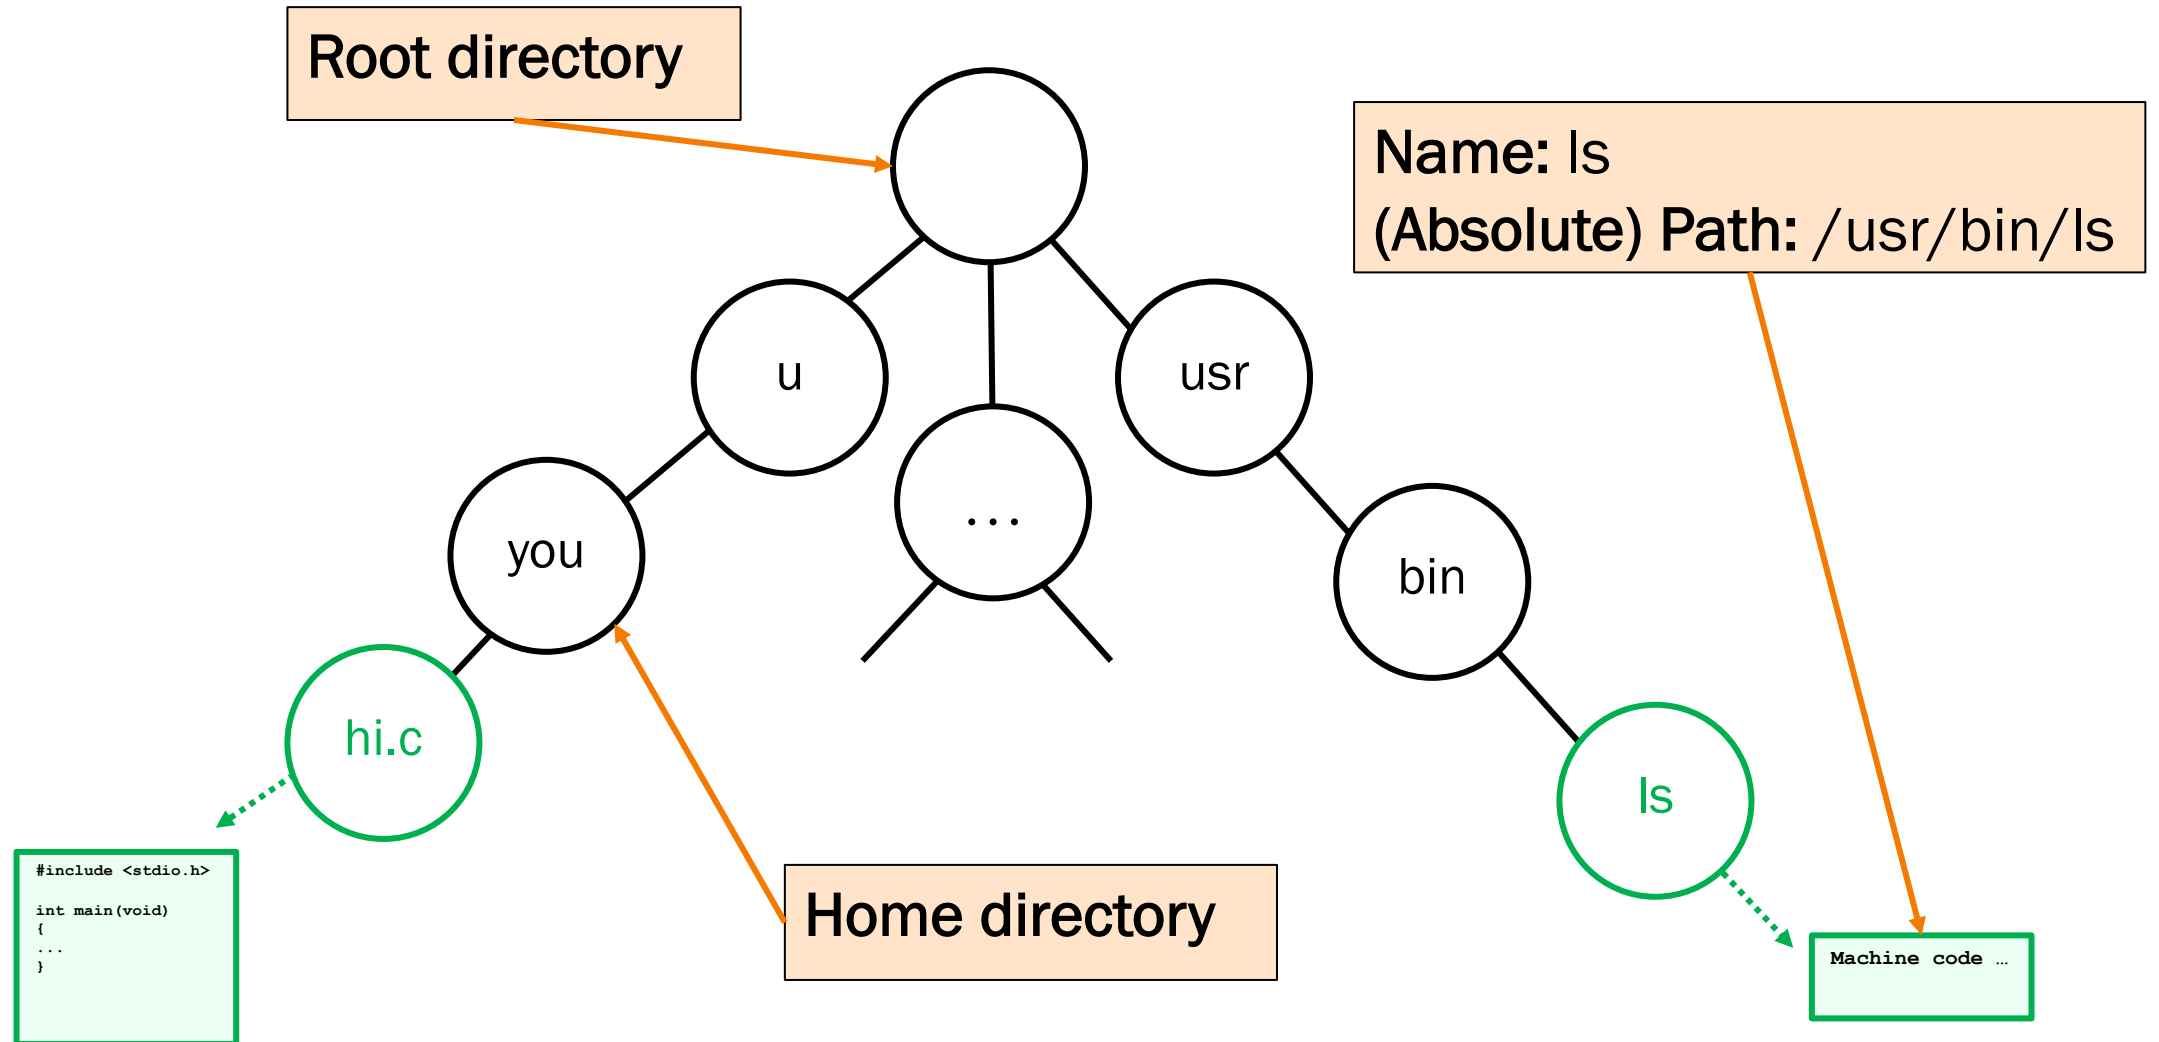 Root directory
Name: ls
(Absolute) Path: /usr/bin/ls
u
usr
...
you
bin
hi.c
ls
#include <stdio.h>
int main(void)
{
...
}
Home directory
Machine code …